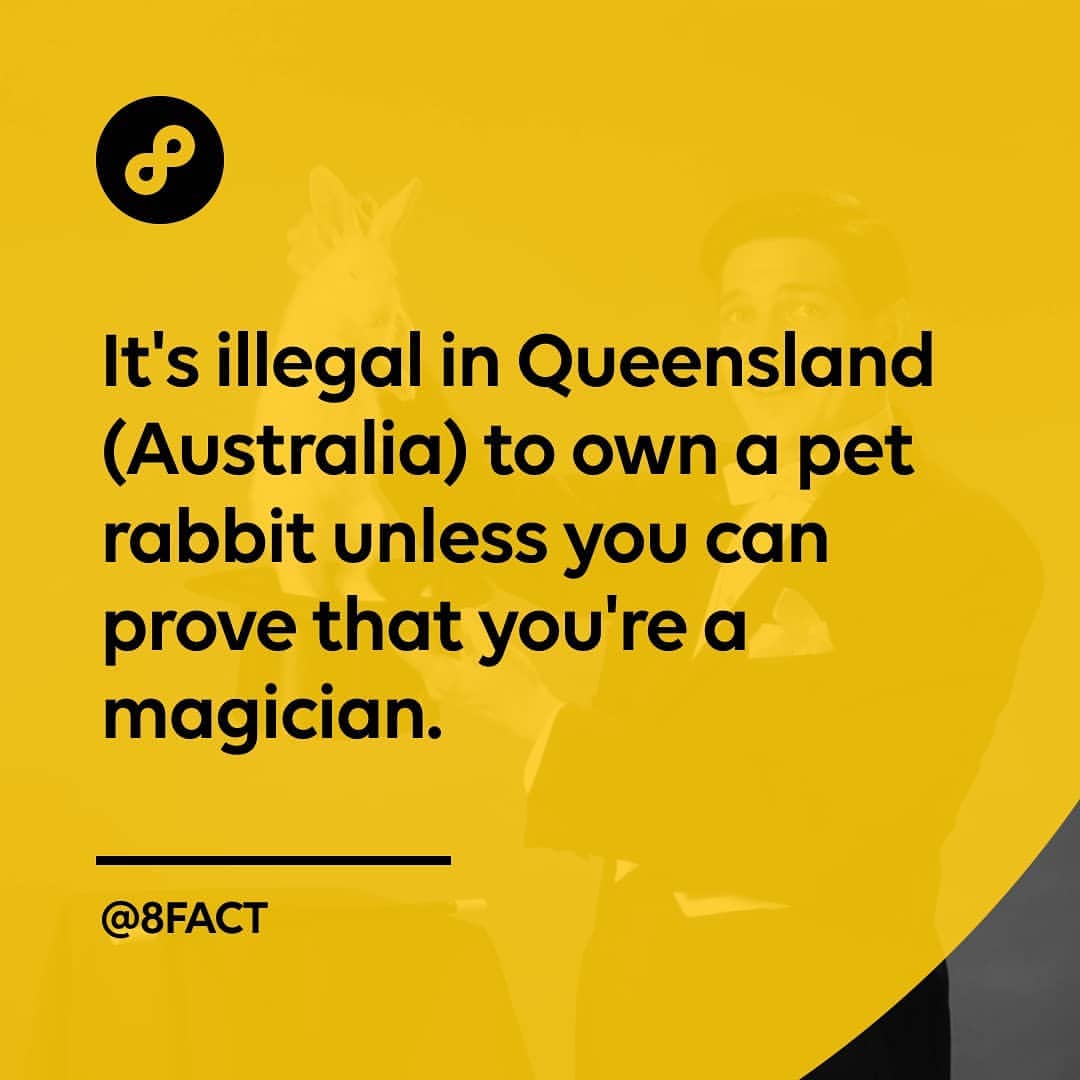 It's illegal in Queensland
(Australia) to own a pet
rabbit unless you can
prove that you're a
magician.
@8FACT